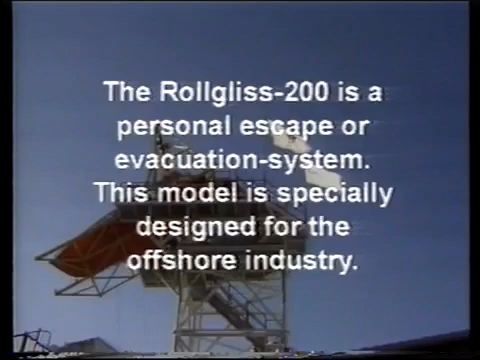 The Rollgliss-200 is a
personal escape or
evacuation-system.
This model is specially
designed for the
offshore industry.